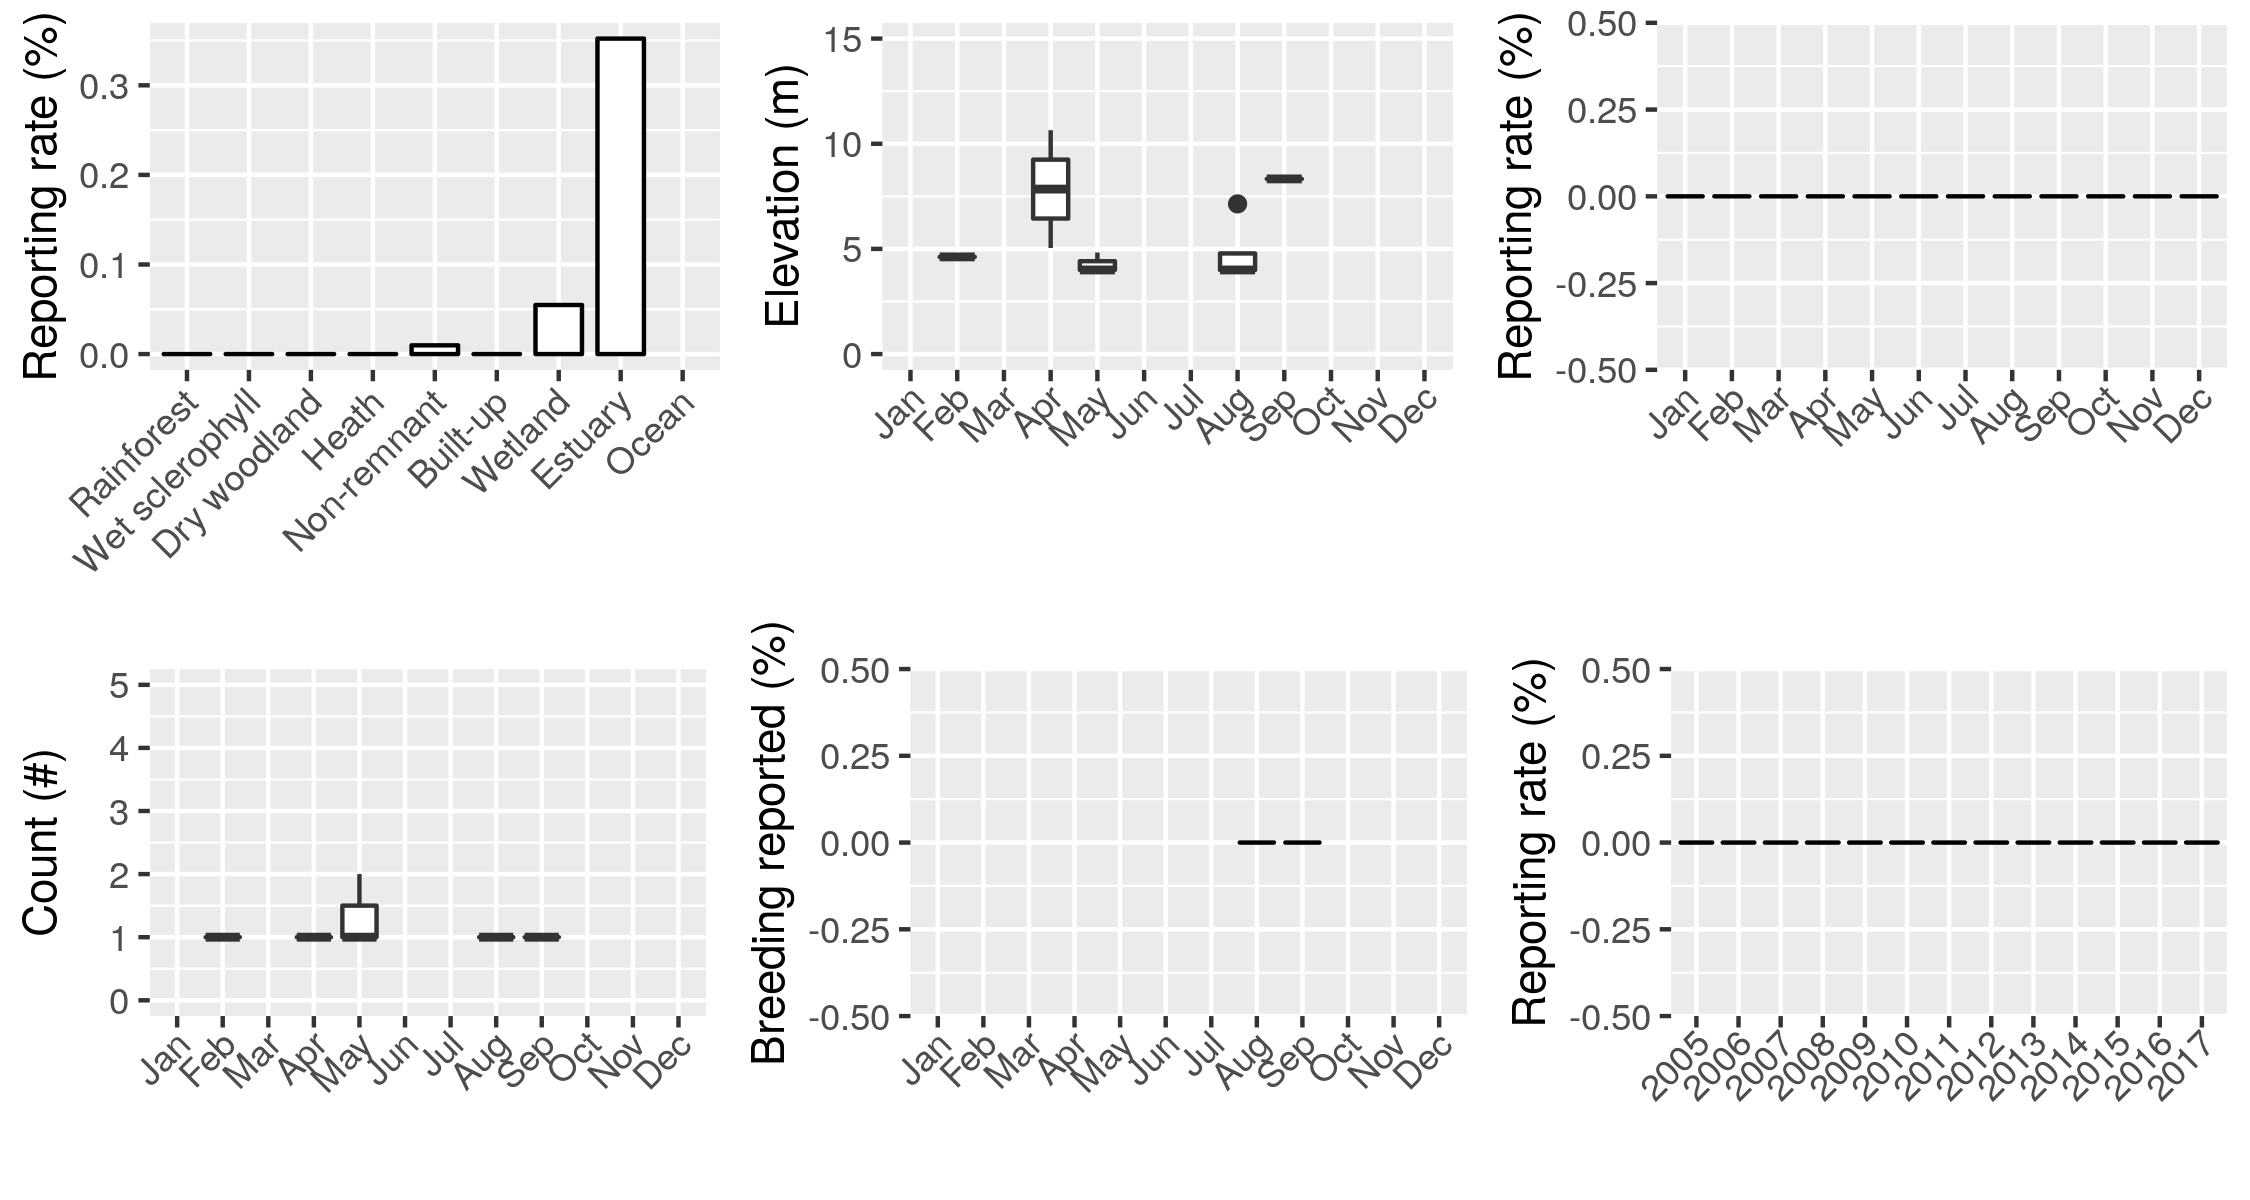 Reporting rate (%)
0.3
0.2
0.1
0.0
Rainforest
Wet sclerophyll
Dry woodland
Heath
Non-remnant
Built-up
Wetland
Estuary
Ocean
Elevation (m)
15
10
5
0
Jan
Feb
Mar
Apr
May
Jun
Jul
Aug
Sep
Oct
Nov
Dec
Reporting rate (%)
0.50
0.25
0.00
-0.25
-0.50
Jan
Feb
Mar
Apr
May
Jun
Jul
Aug
Sep
Oct
Nov
Dec
Count (#)
5
4
3
2
1
0
Jan
Feb
Mar
Apr
May
Jun
Jul
Aug
Sep
Oct
Nov
Dec
Breeding reported (%)
0.50
0.25
0.00
-0.25
-0.50
Jan
Feb
Mar
Apr
May
Jun
Jul
Aug
Sep
Oct
Nov
Dec
Reporting rate (%)
0.50
0.25
0.00
-0.25
-0.50
2005
2006
2007
2008
2009
2010
2011
2012
2013
2014
2015
2016
2017